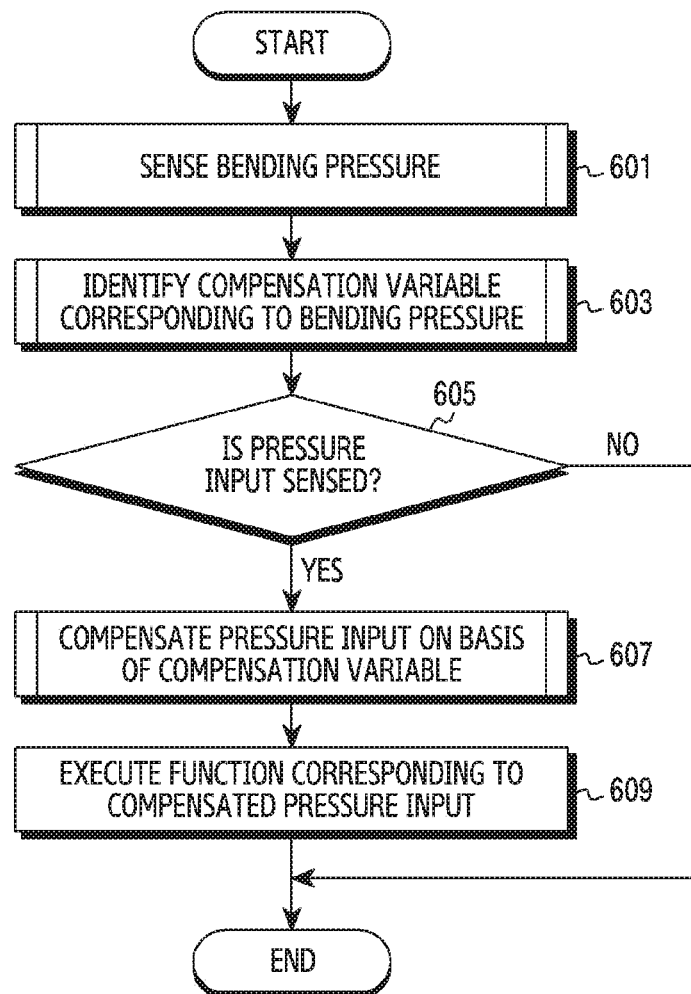 START
SENSE BENDING PRESSURE
601
IDENTIFY COMPENSATION VARIABLE
CORRESPONDING TO BENDING PRESSURE
603
605
IS PRESSURE
INPUT SENSED?
NO
YES
COMPENSATE PRESSURE INPUT ON BASIS
OF COMPENSATION VARIABLE
607
EXECUTE FUNCTION CORRESPONDING TO
COMPENSATED PRESSURE INPUT
609
END